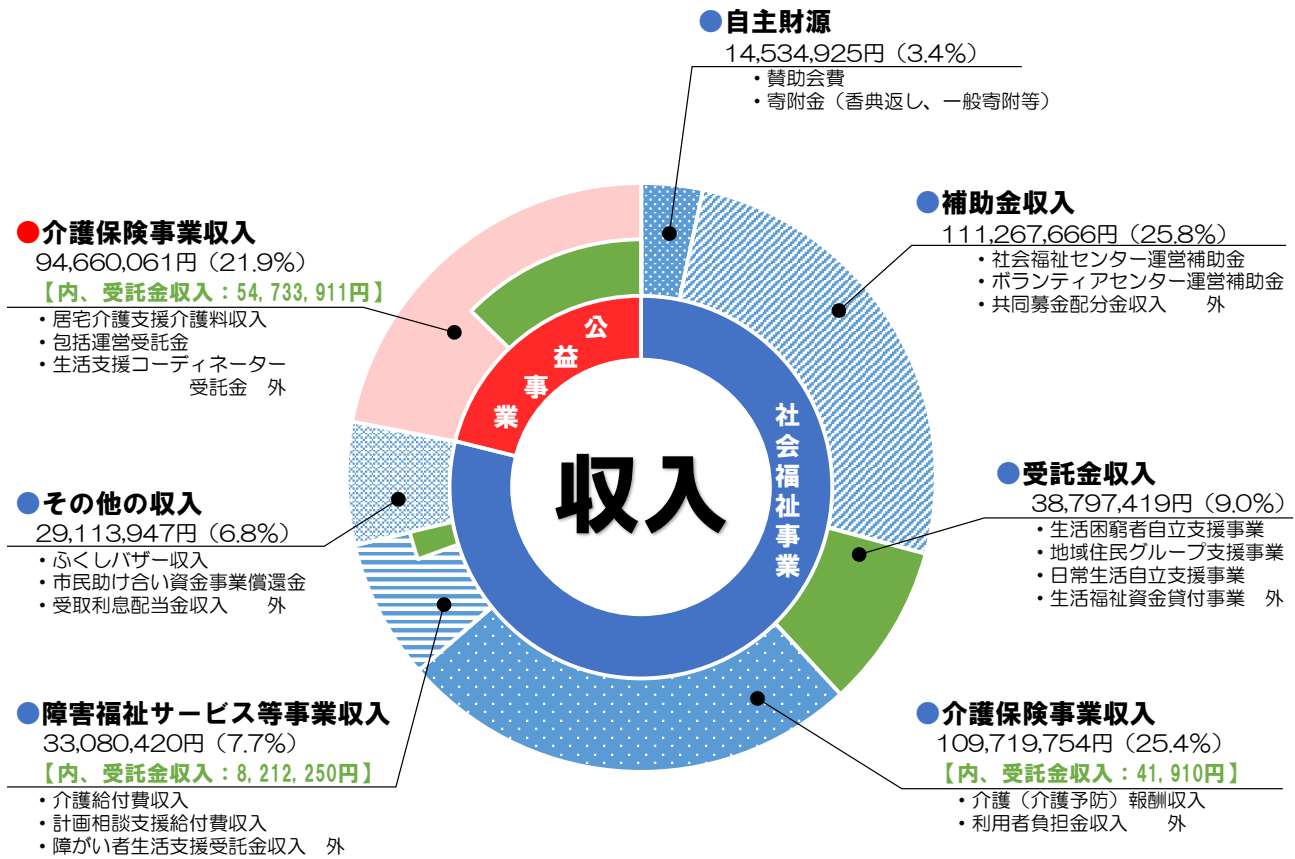 ●自主財源
14,534,925円（3.4%）
・賛助会費
・寄附金（香典返し、一般寄附等）
●補助金収入
111,267,666円（25.8%）
・社会福祉センター運営補助金
・ボランティアセンター運営補助金
・共同募金配分金収入　　外
●受託金収入
38,797,419円（9.0%）
・生活困窮者自立支援事業
・地域住民グループ支援事業
・日常生活自立支援事業
・生活福祉資金貸付事業　外
●介護保険事業収入
109,719,754円（25.4%）
【内、受託金収入：41,910円】
・介護（介護予防）報酬収入
・利用者負担金収入　　外
●障害福祉サービス等事業収入
33,080,420円（7.7%）
【内、受託金収入：8,212,250円】
・介護給付費収入
・計画相談支援給付費収入
・障がい者生活支援受託金収入　外
●その他の収入
29,113,947円（6.8%）
・ふくしバザー収入
・市民助け合い資金事業償還金
・受取利息配当金収入　　外
●介護保険事業収入
94,660,061円（21.9%）
【内、受託金収入：54,733,911円】
・居宅介護支援介護料収入
・包括運営受託金
・生活支援コーディネーター
受託金　外
公益事業
社会福祉事業
収入